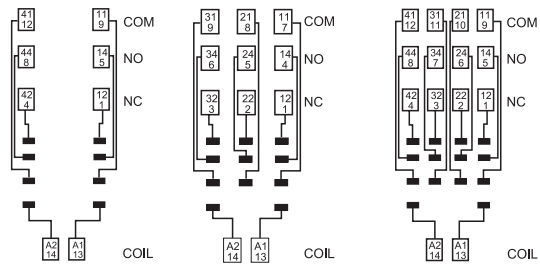 41 11 COM
12 9
44 14 NO
8 5
42 12 NC
4 1
A2 A1 COIL
14 13
31 21 11 COM
9 8 7
34 24 14 NO
6 5 4
32 22 12 NC
3 2 1
A2 A1 COIL
14 13
41 31 21 11 COM
12 11 10 9
44 34 24 14 NO
8 7 6 5
42 32 22 12 NC
4 3 2 1
A2 A1 COIL
14 13